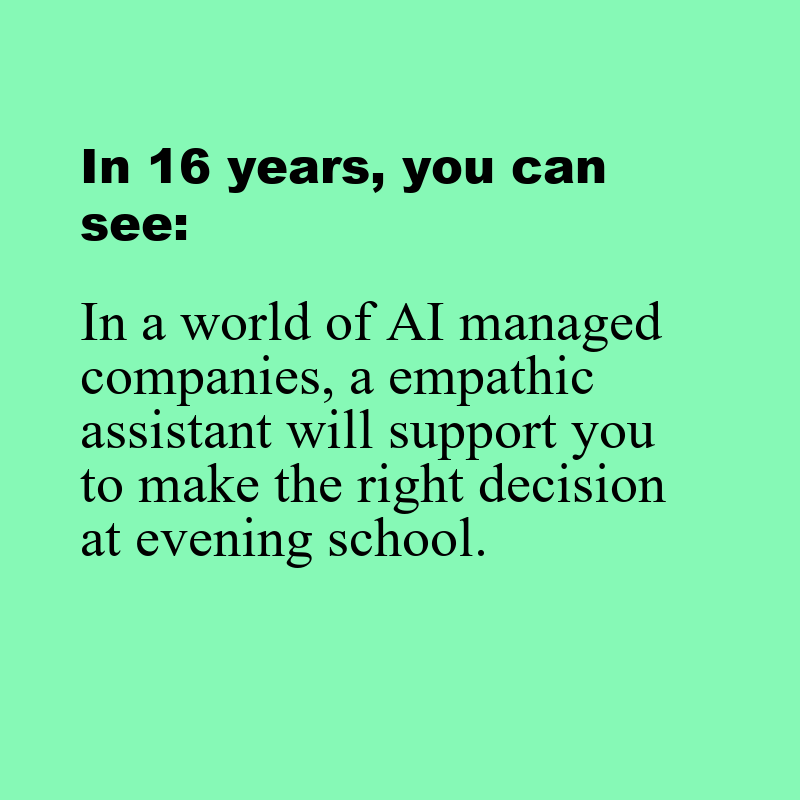 In 16 years, you can
see:
In a world of AI managed
companies, a empathic
assistant will support you
to make the right decision
at evening school.